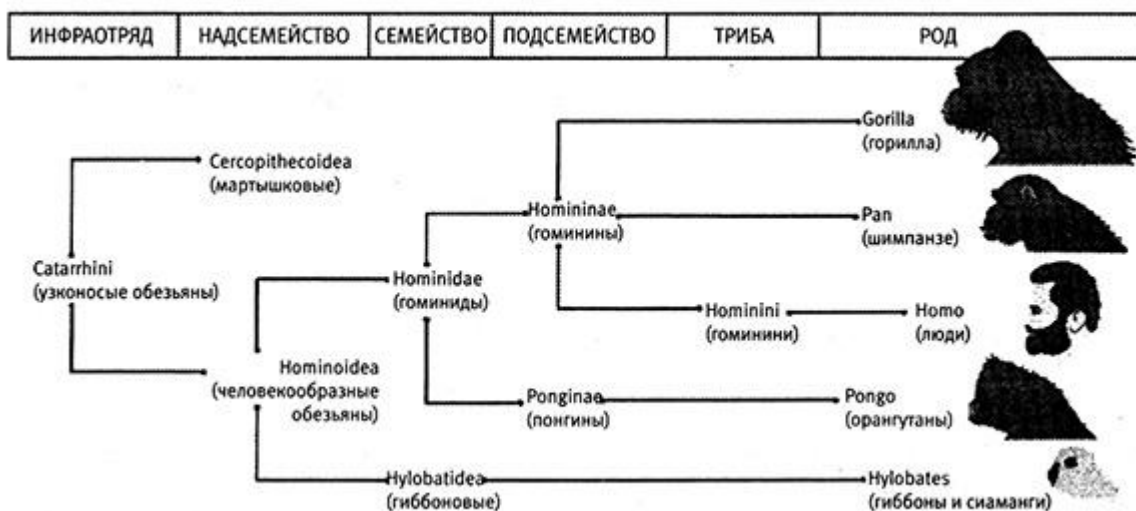 ИНФРАОТРЯД НАДСЕМЕЙСТВО СЕМЕЙСТВО ПОДСЕМЕЙСТВО ТРИБА РОД
Gorilla
(горилла)
Cercopithecoidea
(мартышковые)
Homininae
(гоминины)
Pan
(шимпанзе)
Catarrhini
(узконосые обезьяны)
Hominidae
(гоминиды)
Hominini
(гоминини)
Homo
(люди)
Hominoidea
(человекообразные
обезьяны)
Ponginae
(понгины)
Pongo
(орангутаны)
Hylobatidea
(гиббоновые)
Hylobates
(гиббоны и сиаманги)